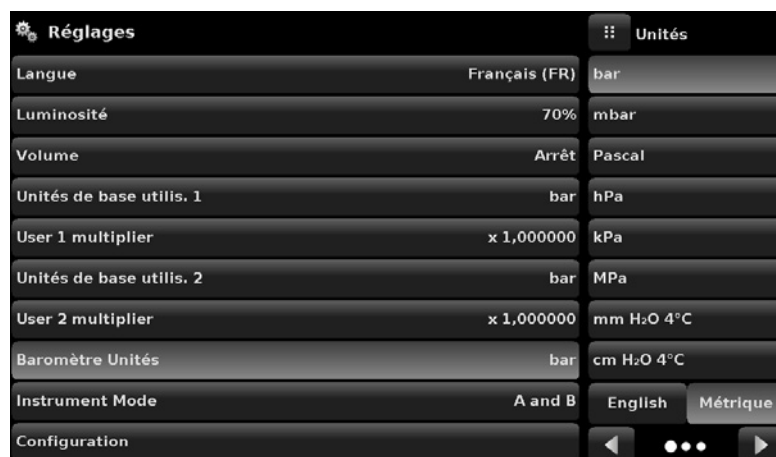 Réglages
Langue Français (FR)
Luminosité 70%
Volume Arrêt
Unités de base utilis. 1 bar
User 1 multiplier x 1,000000
Unités de base utilis. 2 bar
User 2 multiplier x 1,000000
Baromètre Unités bar
Instrument Mode A and B
Configuration
Unités
bar
mbar
Pascal
hPa
kPa
MPa
mm H₂O 4°C
cm H₂O 4°C
English Métrique